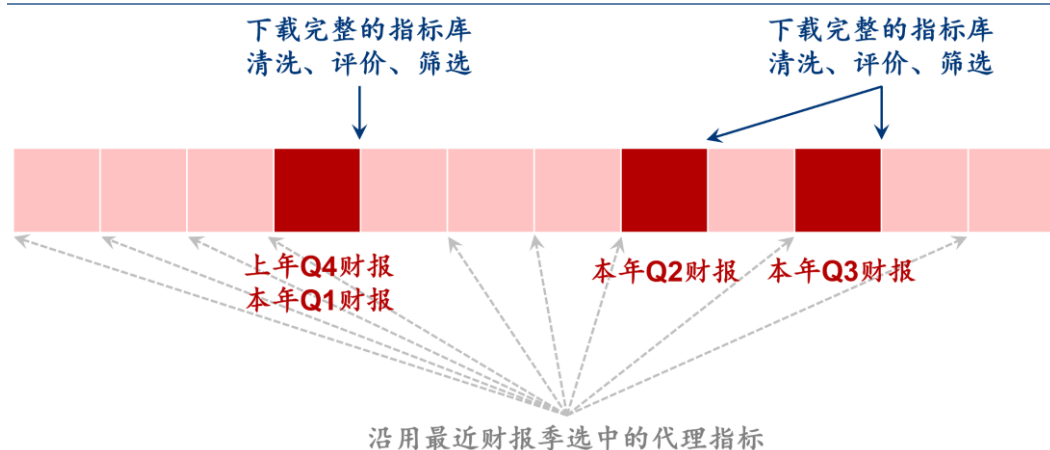 下载完整的指标库
清洗、评价、筛选
下载完整的指标库
清洗、评价、筛选
上年Q4财报
本年Q1财报
本年Q2财报
本年Q3财报
沿用最近财报季选中的代理指标